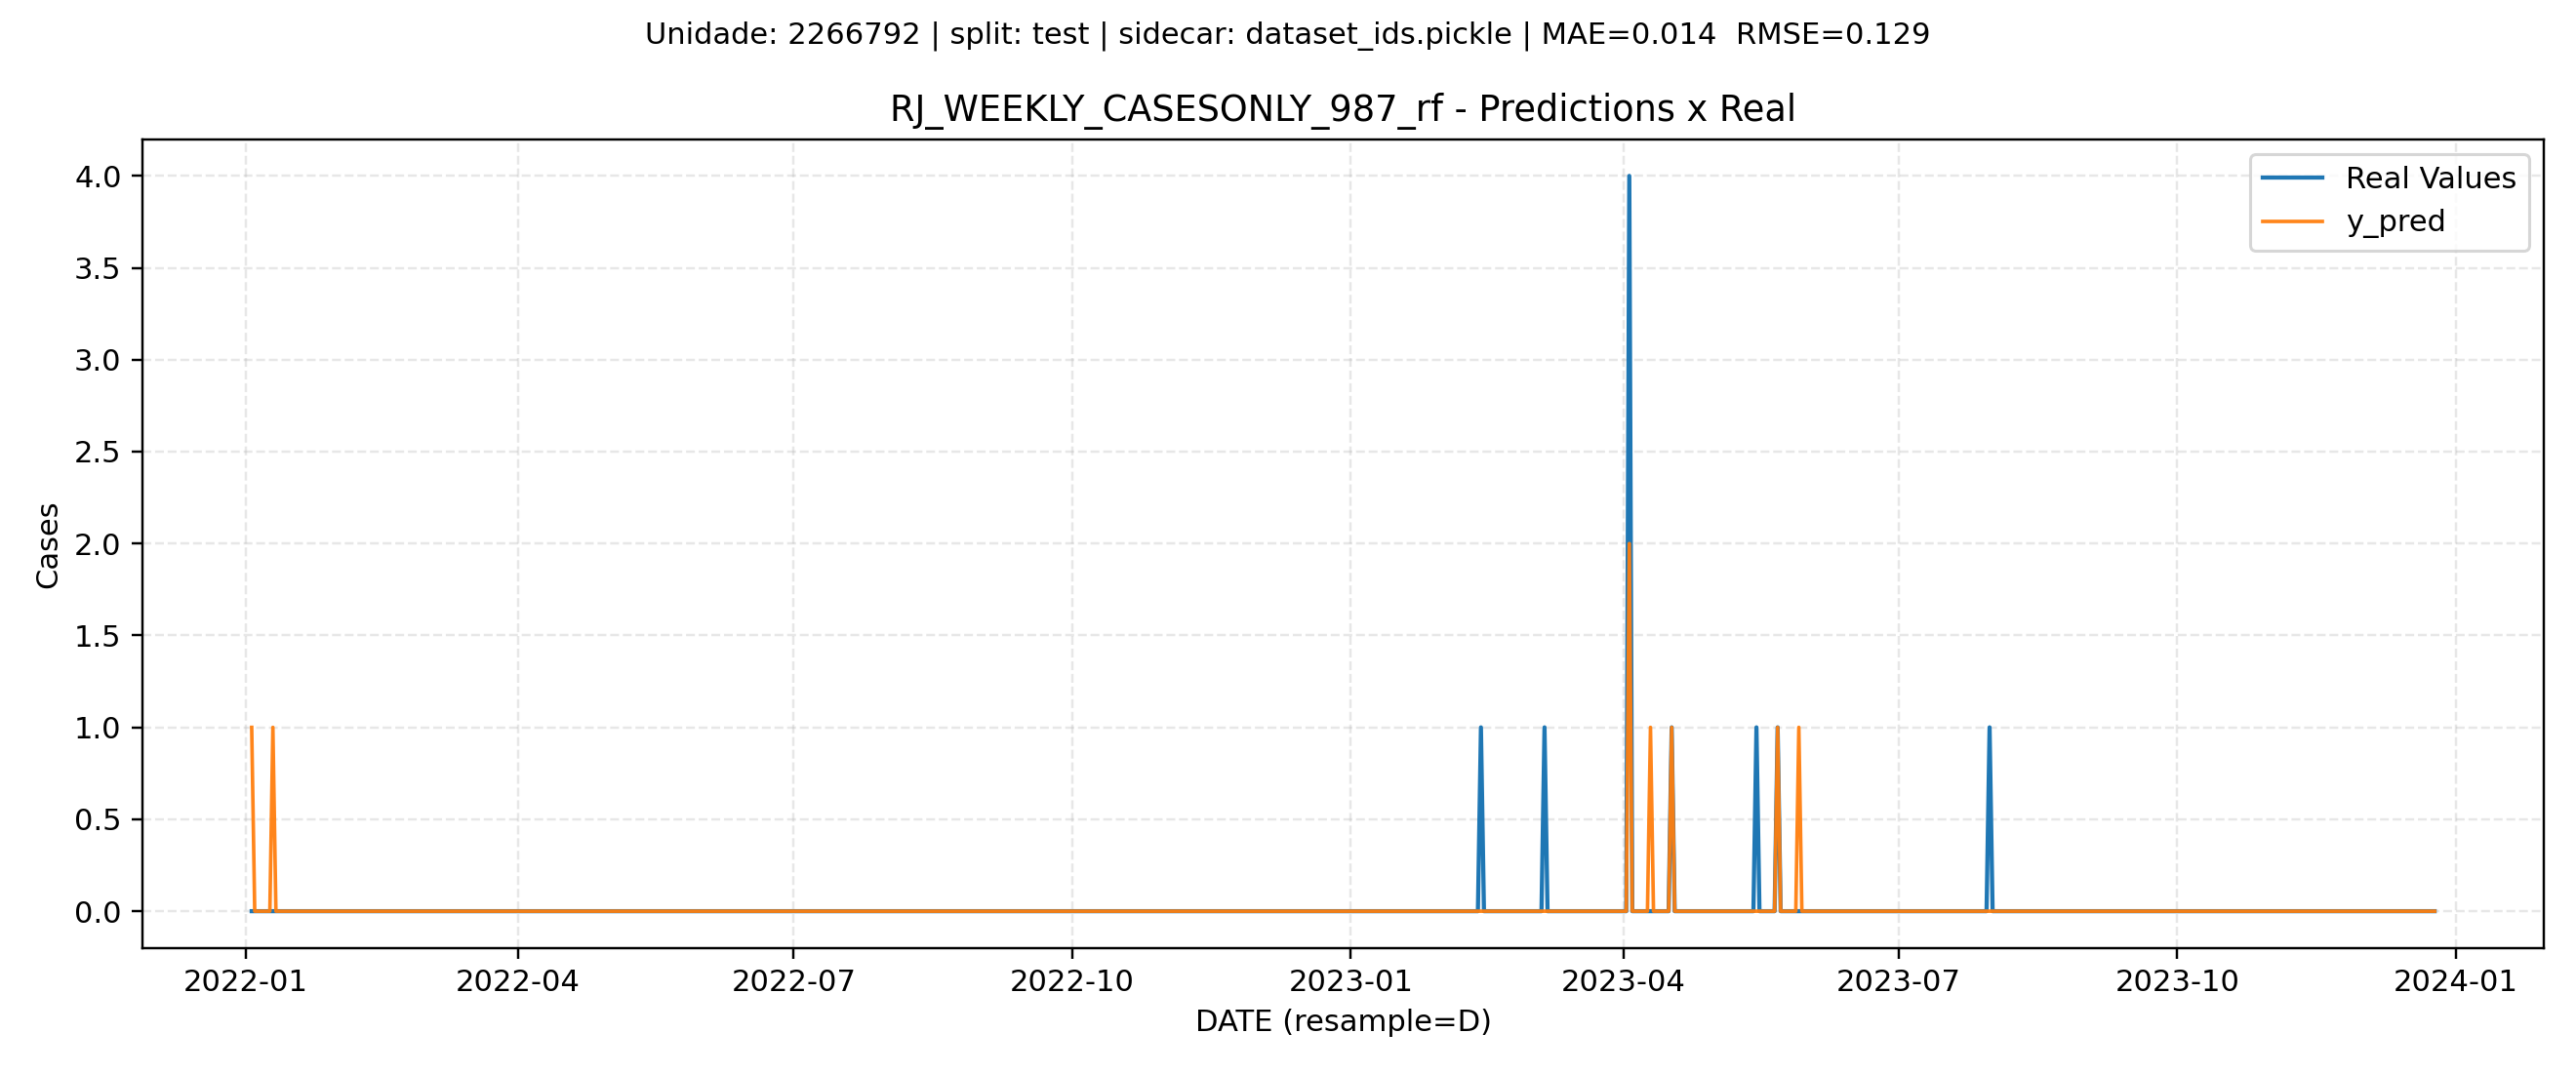 Unidade: 2266792 | split: test | sidecar: dataset_ids.pickle | MAE=0.014  RMSE=0.129
RJ_WEEKLY_CASESONLY_987_rf - Predictions x Real
Real Values
y_pred
4.0
3.5
3.0
2.5
2.0
1.5
1.0
0.5
0.0
Cases
2022-01 2022-04 2022-07 2022-10 2023-01 2023-04 2023-07 2023-10 2024-01
DATE (resample=D)